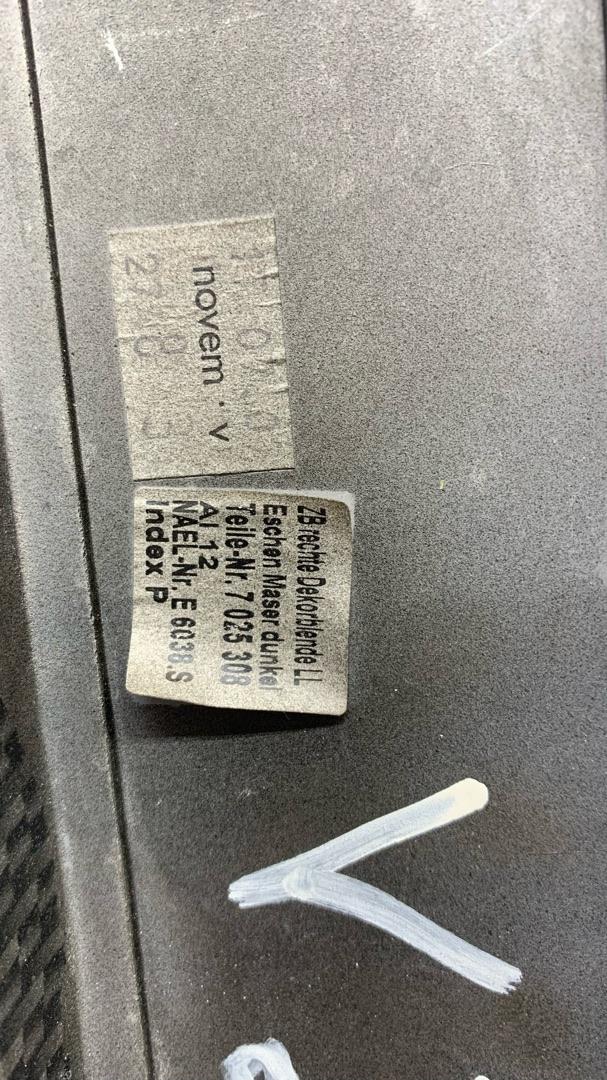 novem · v
ZB rechte Dekorblende LL
Eschen Maser dunkel
Teile-Nr. 7 025 308
AI 12
NAEL-Nr. E 6038.S
Index P